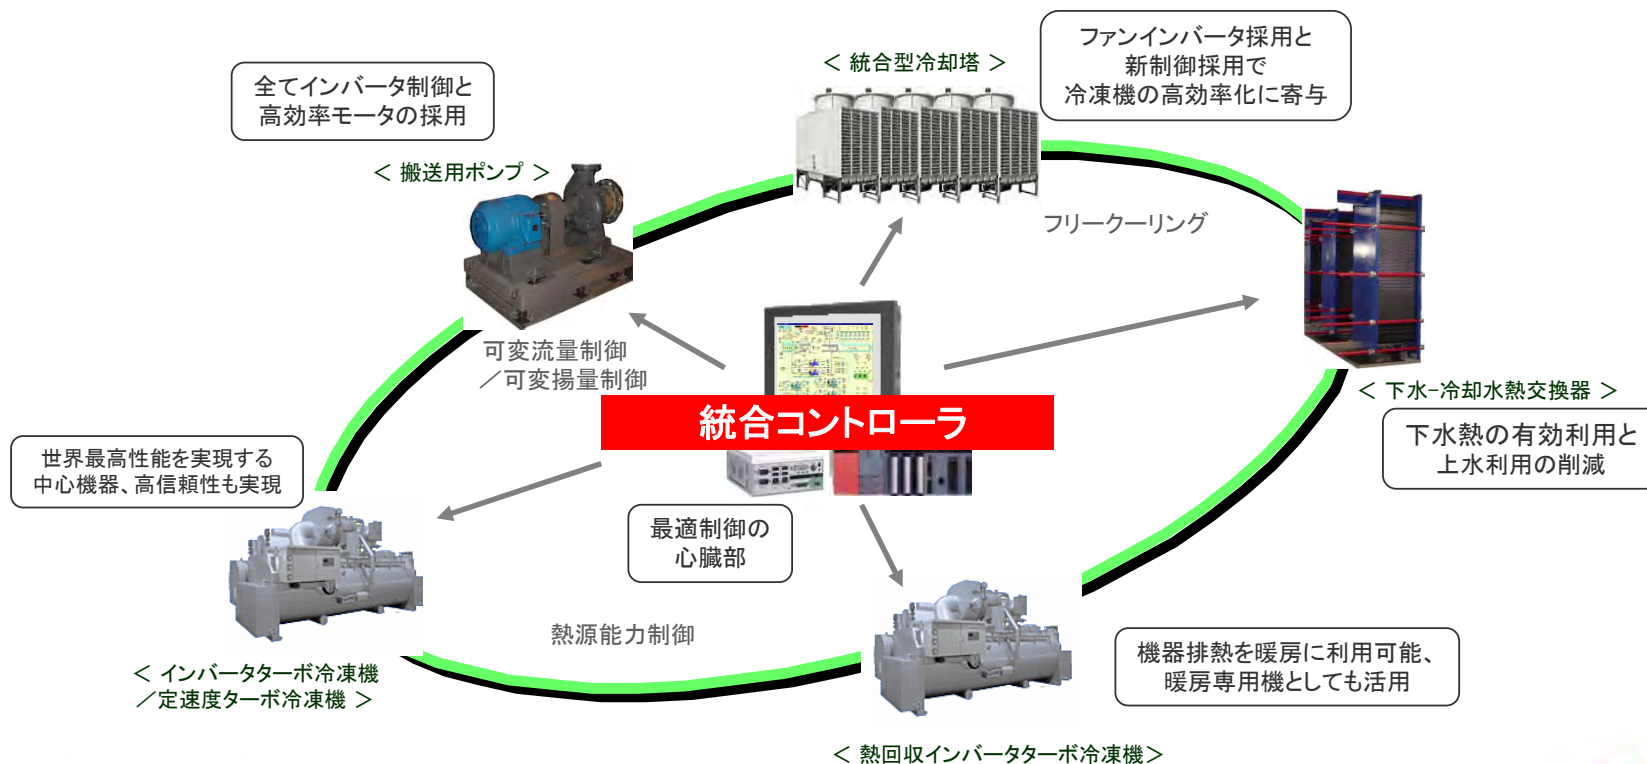 ＜ 統合型冷却塔 ＞
ファンインバータ採用と
新制御採用で
冷凍機の高効率化に寄与
全てインバータ制御と
高効率モータの採用
＜ 搬送用ポンプ ＞
フリークーリング
可変流量制御
／可変揚量制御
＜ 下水-冷却水熱交換器 ＞
統合コントローラ
下水熱の有効利用と
上水利用の削減
世界最高性能を実現する
中心機器、高信頼性も実現
最適制御の
心臓部
熱源能力制御
＜ インバータターボ冷凍機
／定速度ターボ冷凍機 ＞
機器排熱を暖房に利用可能、
暖房専用機としても活用
＜ 熱回収インバータターボ冷凍機＞